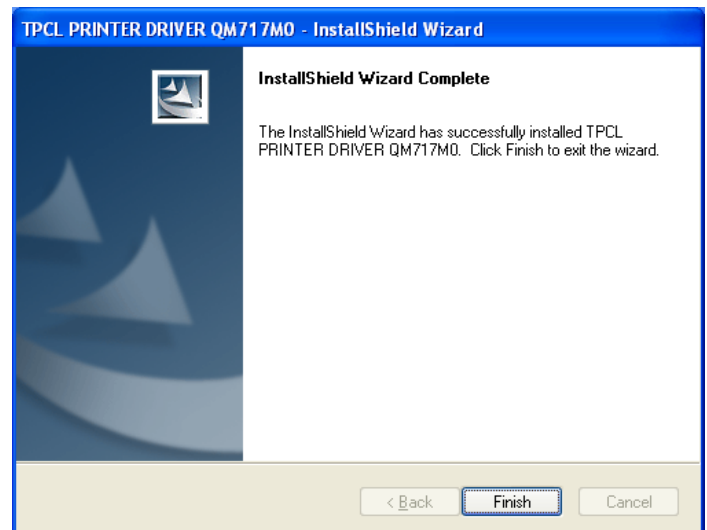 TPCL PRINTER DRIVER QM717M0 - InstallShield Wizard
InstallShield Wizard Complete
The InstallShield Wizard has successfully installed TPCL
PRINTER DRIVER QM717M0. Click Finish to exit the wizard.
< Back Finish Cancel